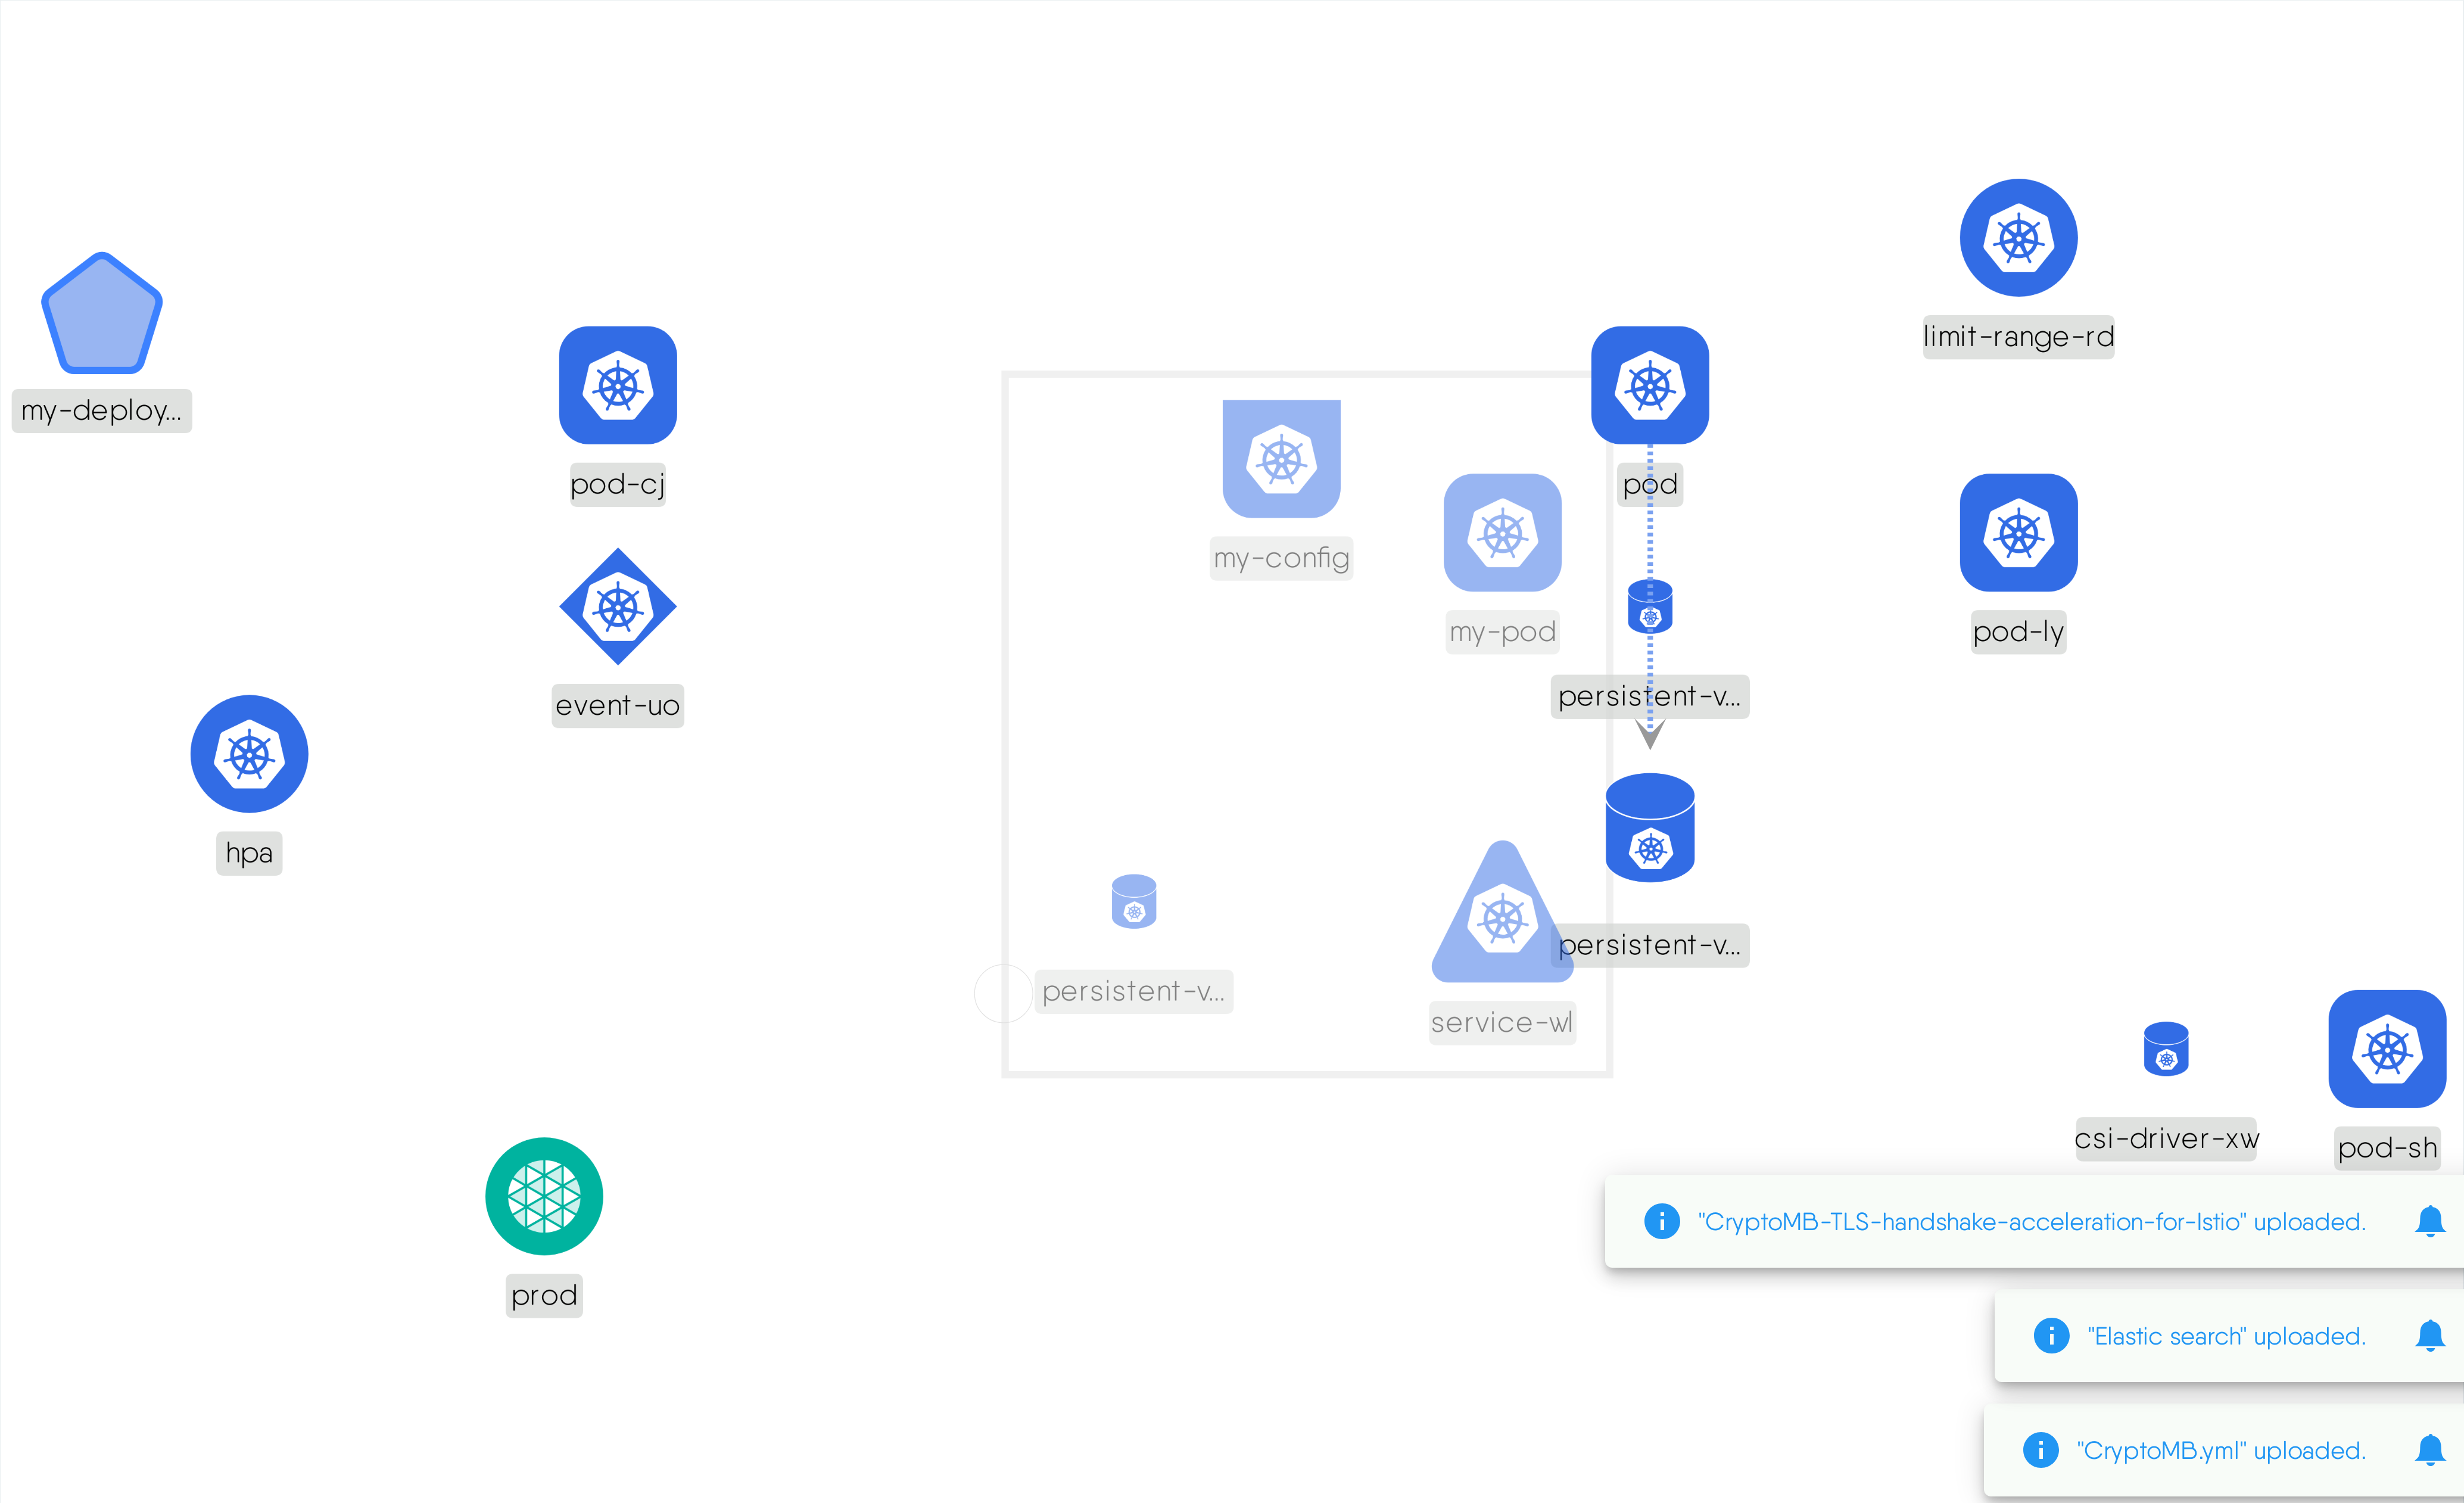 limit-range-rd
my-deploy...
pod-cj
pod
my-config
my-pod
pod-ly
persistent-v...
event-uo
hpa
persistent-v...
persistent-v...
service-wl
csi-driver-xw
pod-sh
"CryptoMB-TLS-handshake-acceleration-for-Istio" uploaded.
prod
"Elastic search" uploaded.
"CryptoMB.yml" uploaded.